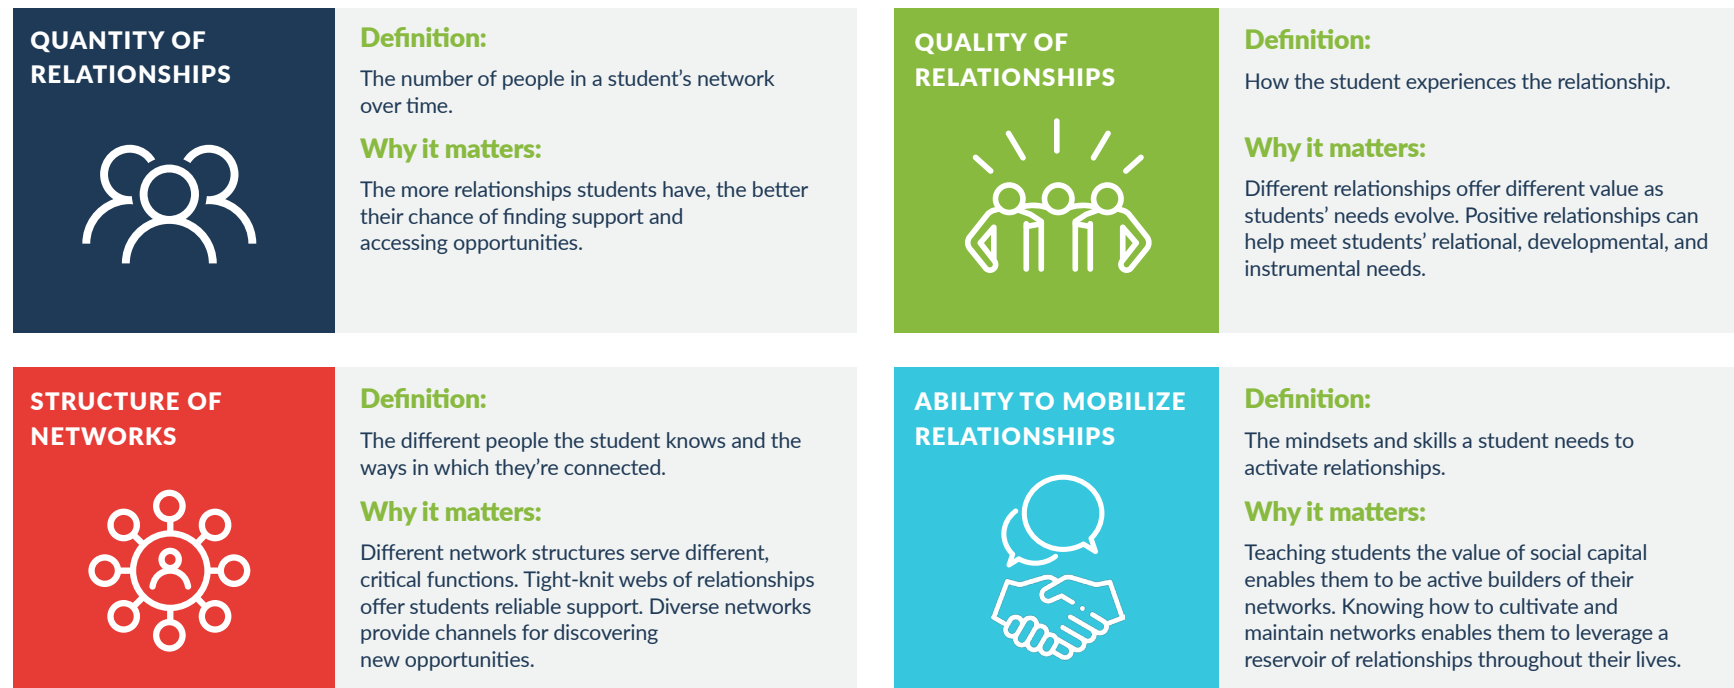 QUANTITY OF
RELATIONSHIPS
Definition:
The number of people in a student's network
over time.
Why it matters:
The more relationships students have, the better
their chance of finding support and
accessing opportunities.
QUALITY OF
RELATIONSHIPS
Definition:
How the student experiences the relationship.
Why it matters:
Different relationships offer different value as
students' needs evolve. Positive relationships can
help meet students' relational, developmental, and
instrumental needs.
STRUCTURE OF
NETWORKS
Definition:
The different people the student knows and the
ways in which they're connected.
Why it matters:
Different network structures serve different,
critical functions. Tight-knit webs of relationships
offer students reliable support. Diverse networks
provide channels for discovering
new opportunities.
ABILITY TO MOBILIZE
RELATIONSHIPS
Definition:
The mindsets and skills a student needs to
activate relationships.
Why it matters:
Teaching students the value of social capital
enables them to be active builders of their
networks. Knowing how to cultivate and
maintain networks enables them to leverage a
reservoir of relationships throughout their lives.